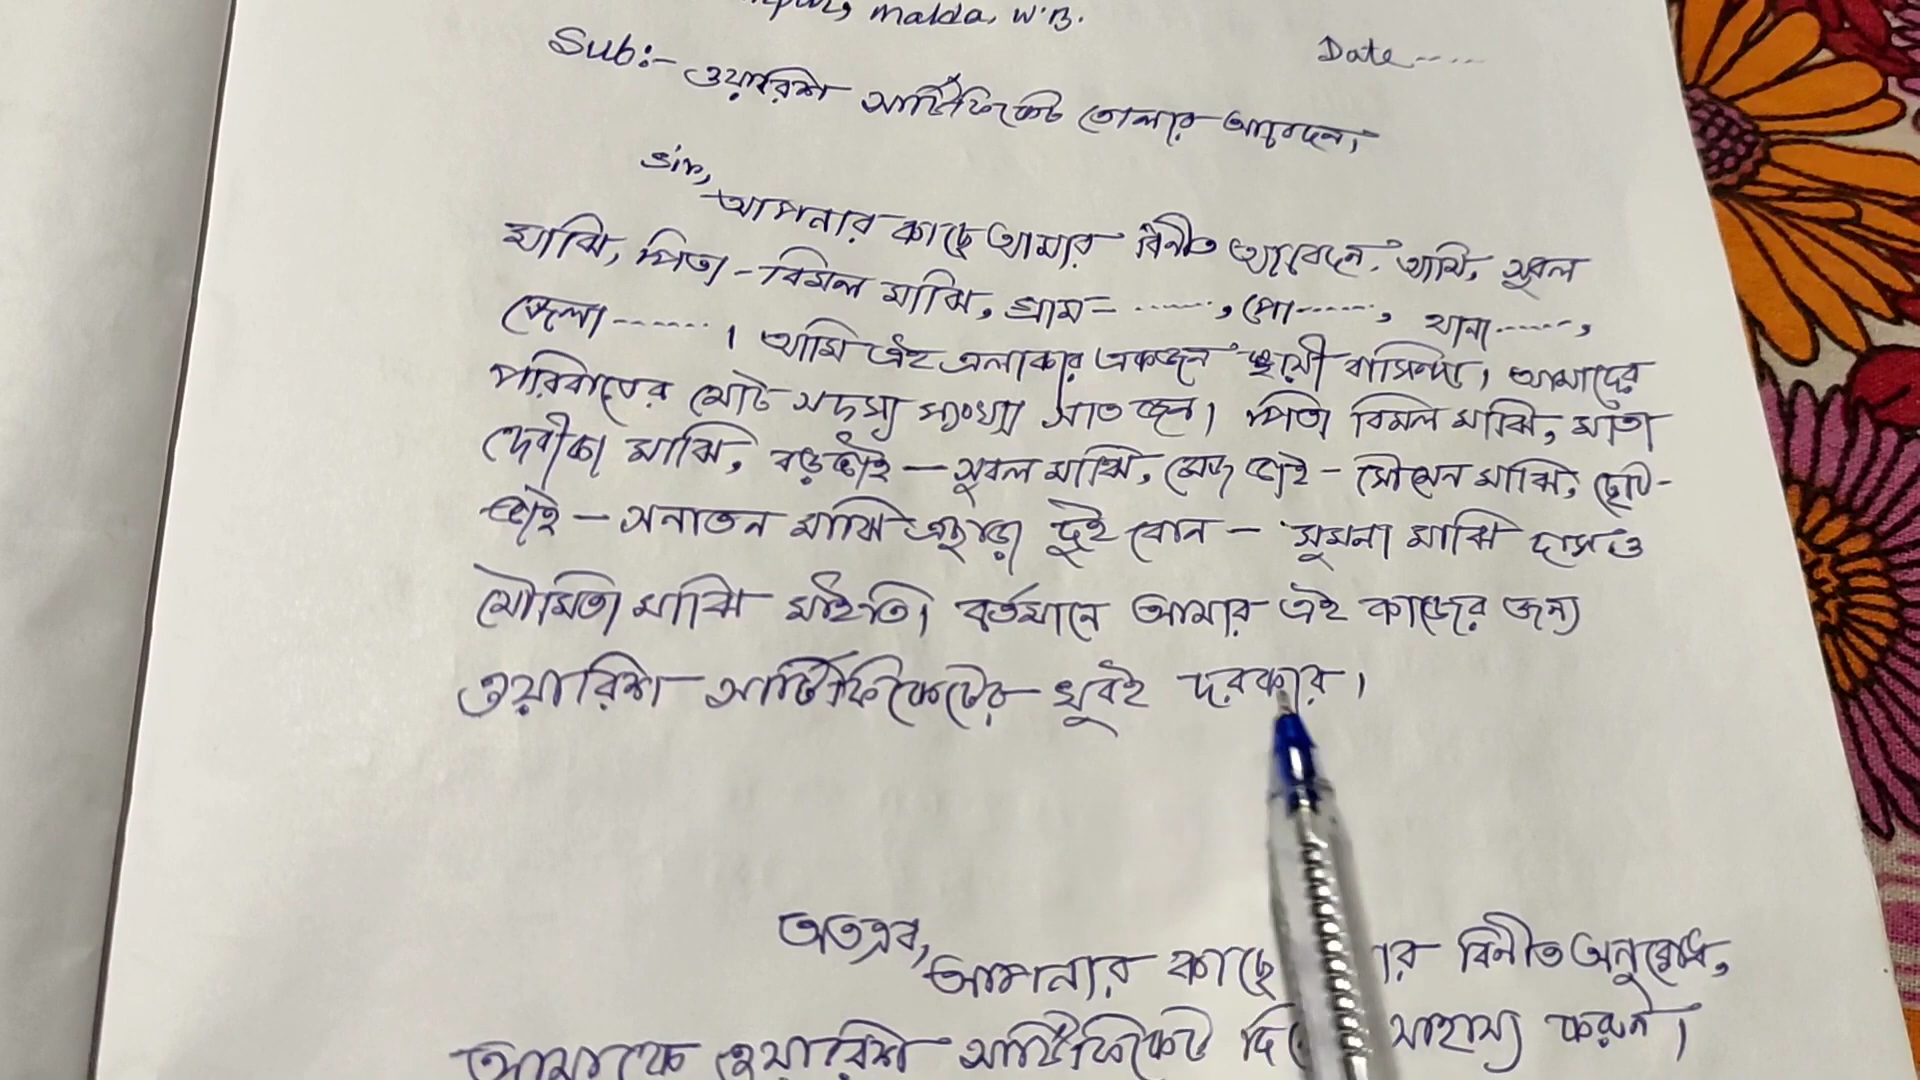 Malda, W.B.
Date-----
Sub:- ওয়ারিশ সার্টিফিকেট তোলার আবেদন,
Sir,
আপনার কাছে আমার বিনীত আবেদন, আমি, সুবল
মাঝি, পিতা - বিমল মাঝি, গ্রাম= ......., পো......., থানা.......,
জেলা-.......। আমি এই এলাকার একজন স্থায়ী বাসিন্দা, আমাদের
পরিবারের মোট সদস্য সংখ্যা সাত জন। পিতা বিমল মাঝি, মাতা
দেবীকা মাঝি, বড়ভাই — সুবল মাঝি, মেজ ভাই - সৌমেন মাঝি, ছোট-
ভাই — সনাতন মাঝি এছাড়া দুই বোন — সুমনা মাঝি দাস ও
মৌমিতা মাঝি মাইতি। বর্তমানে আমার এই কাজের জন্য
ওয়ারিশ সার্টিফিকেটের খুবই দরকার।
অতএব,
আপনার কাছে বিনীত অনুরোধ,
আমাকে ওয়ারিশ সার্টিফিকেট সাহায্য করুন।